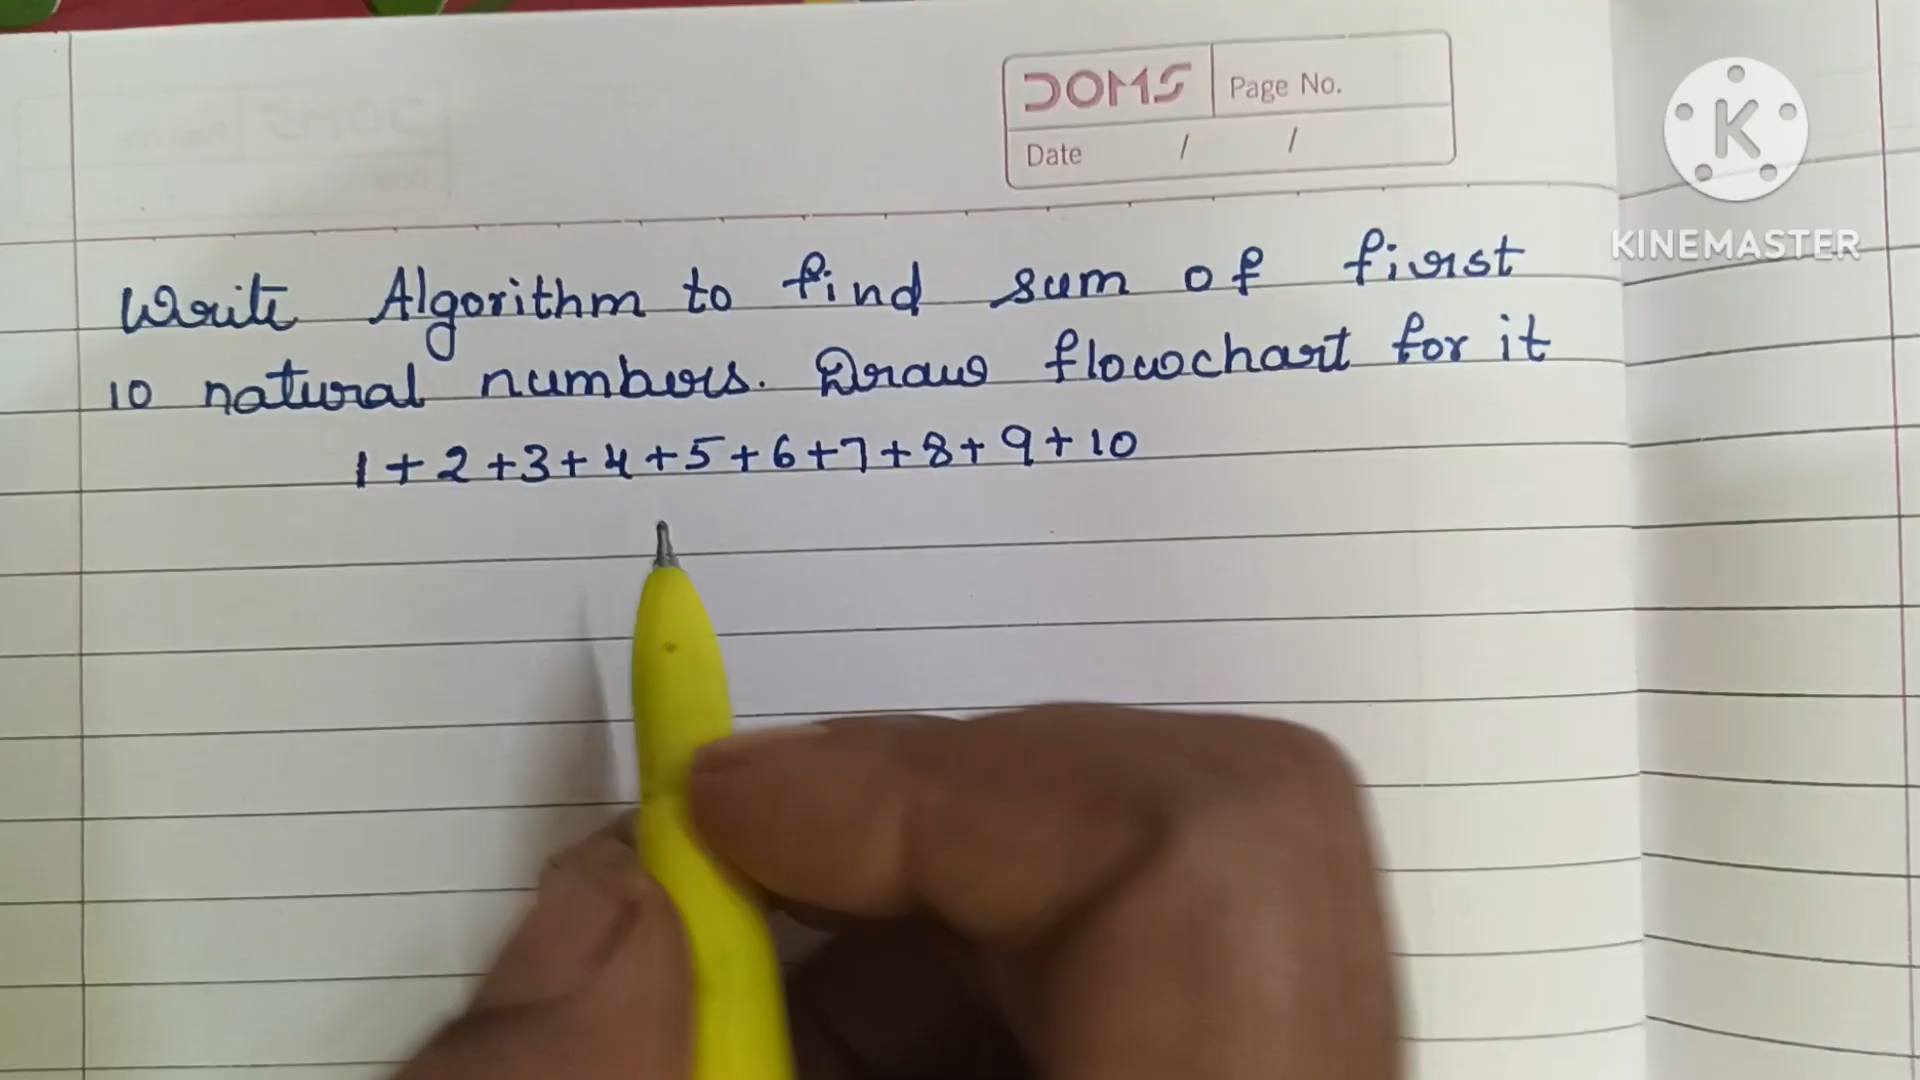 DOMS Page No.
Date / /
K
KINEMASTER
Write Algorithm to find sum of first
10 natural numbers. Draw flowchart for it
1+2+3+4+5+6+7+8+9+10